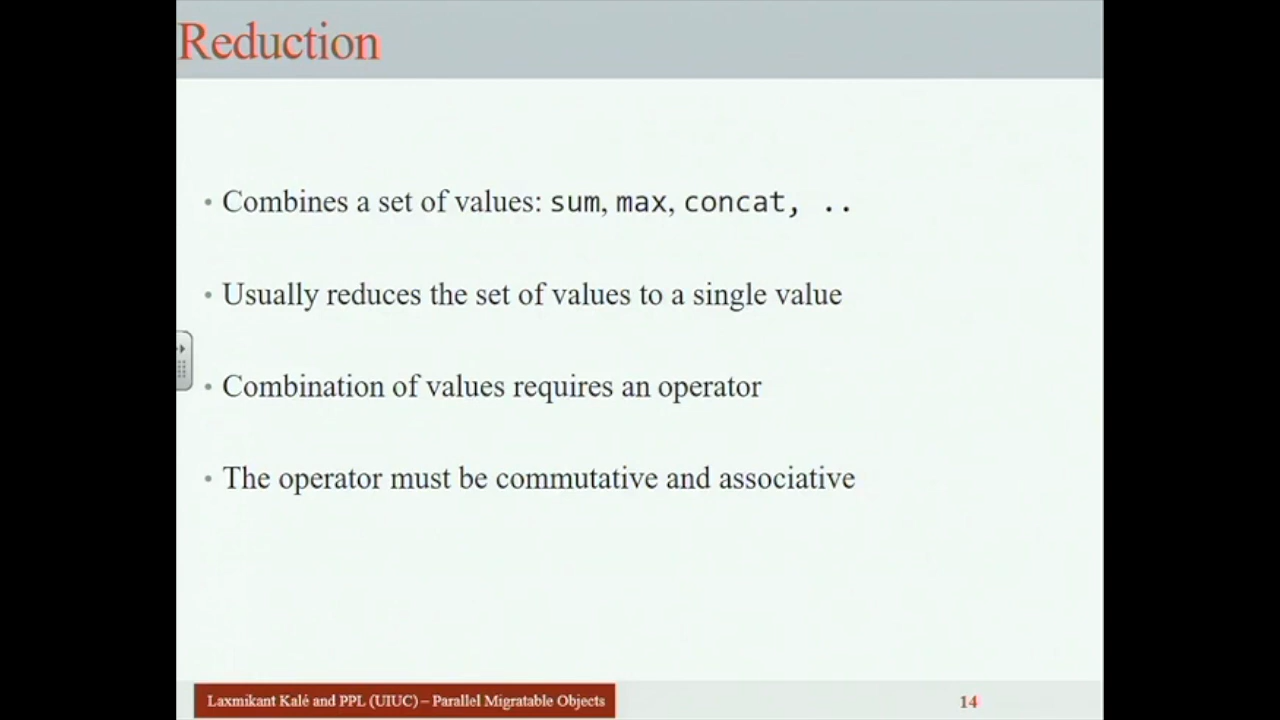 Reduction
• Combines a set of values: sum, max, concat, ..
• Usually reduces the set of values to a single value
• Combination of values requires an operator
• The operator must be commutative and associative
Laxmikant Kalé and PPL (UIUC) – Parallel Migratable Objects
14